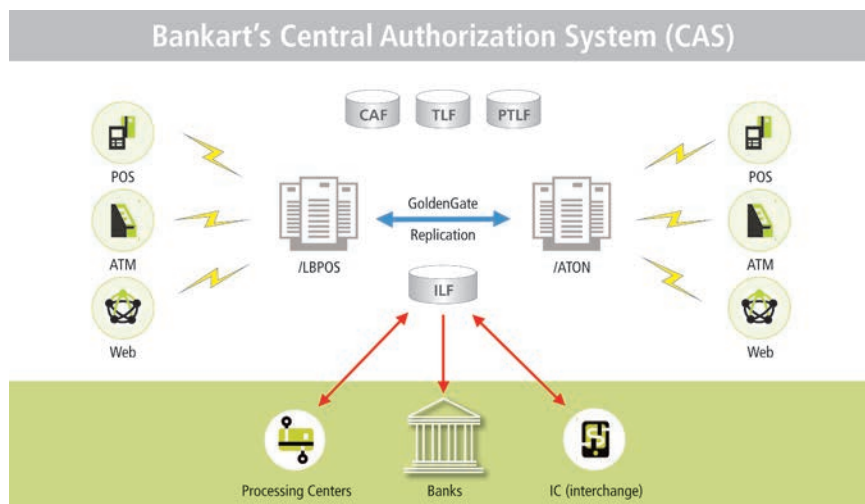 Bankart's Central Authorization System (CAS)
CAF
TLF
PTLF
POS
POS
GoldenGate
Replication
ATM
/LBPOS
/ATON
ATM
ILF
Web
Web
Processing Centers
Banks
IC (interchange)